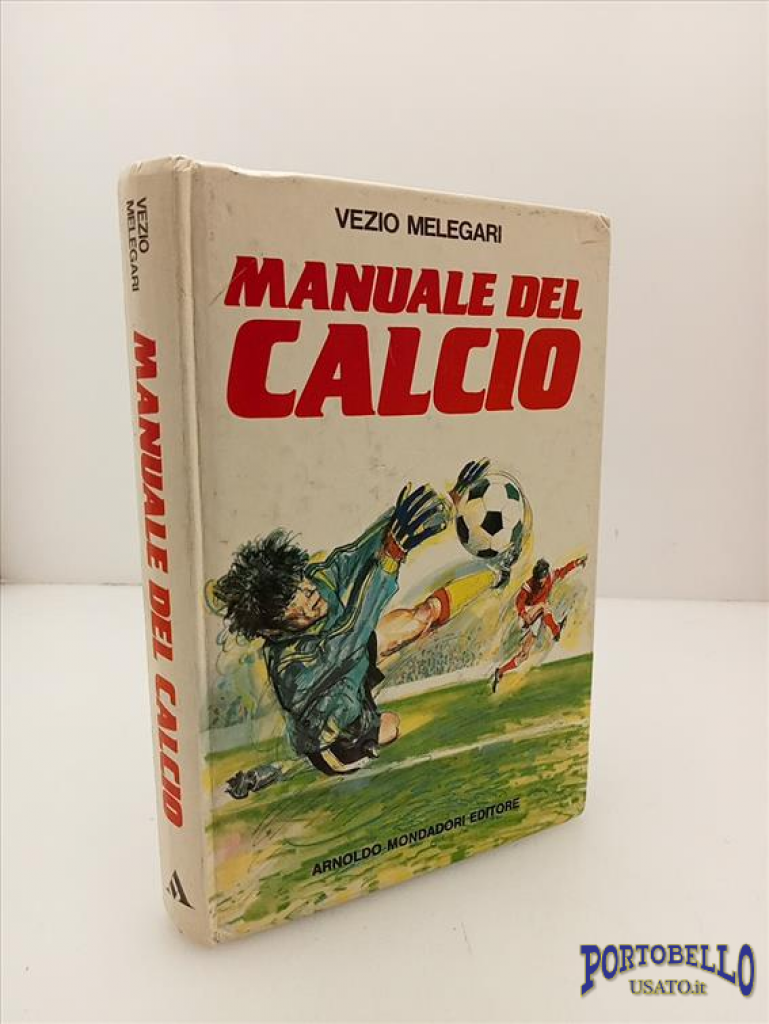 VEZIO MELEGARI
MANUALE DEL
CALCIO
ARNOLDO MONDADORI EDITORE
VEZIO
MELEGARI
MANUALE DEL CALCIO
PORTOBELLO
USATO.it